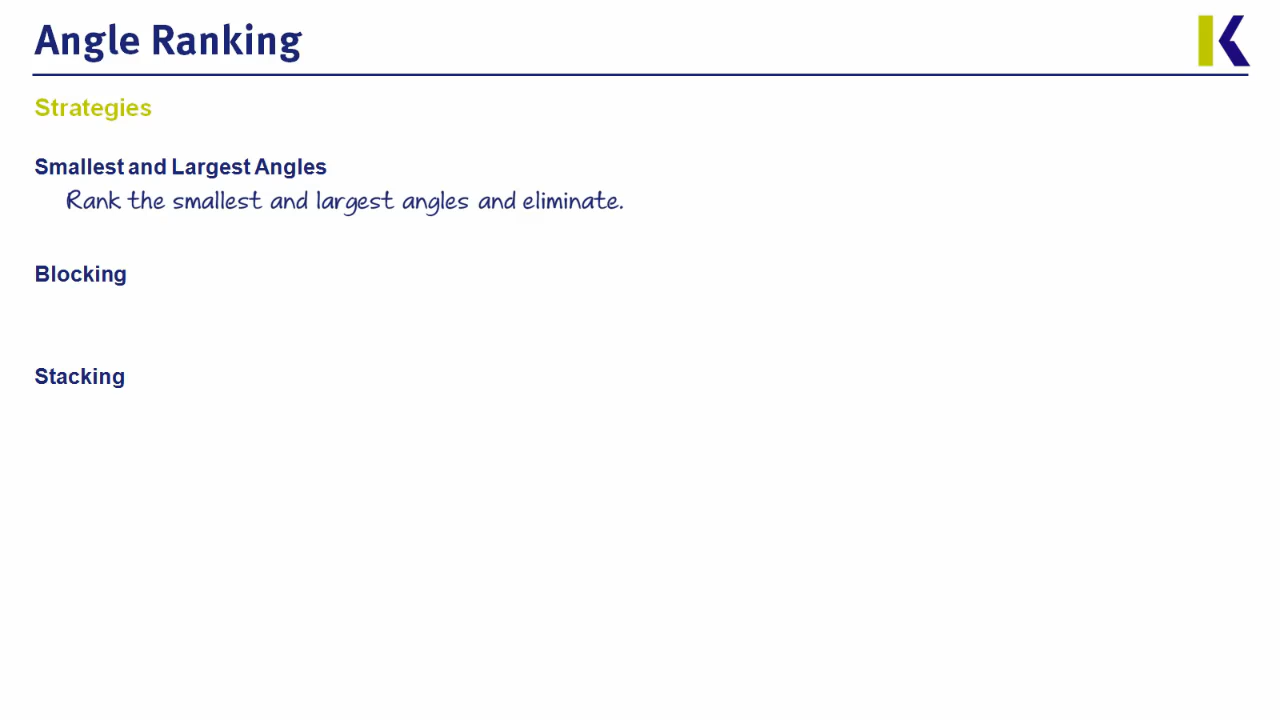 Angle Ranking
Strategies
Smallest and Largest Angles
Rank the smallest and largest angles and eliminate.
Blocking
Stacking